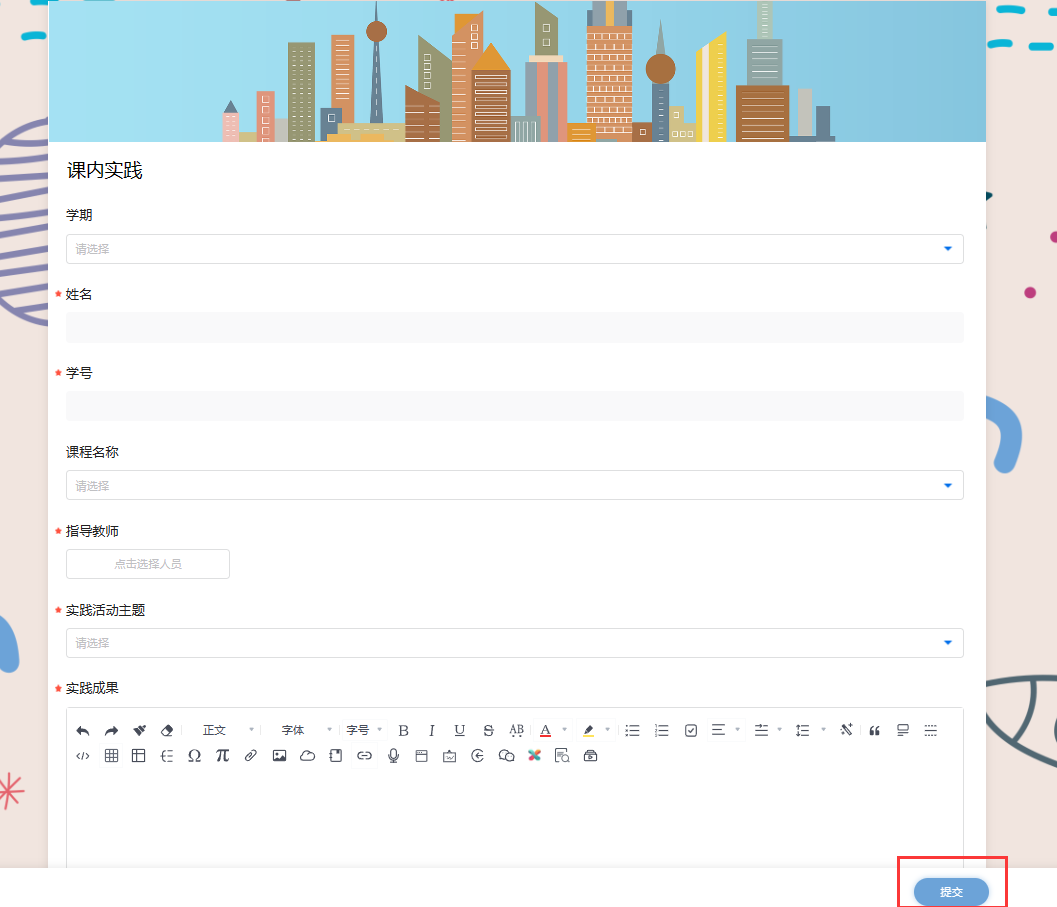 课内实践
学期
请选择
* 姓名
* 学号
课程名称
请选择
* 指导教师
点击选择人员
* 实践活动主题
请选择
* 实践成果
正文 字体 字号 B I U S AB A
提交